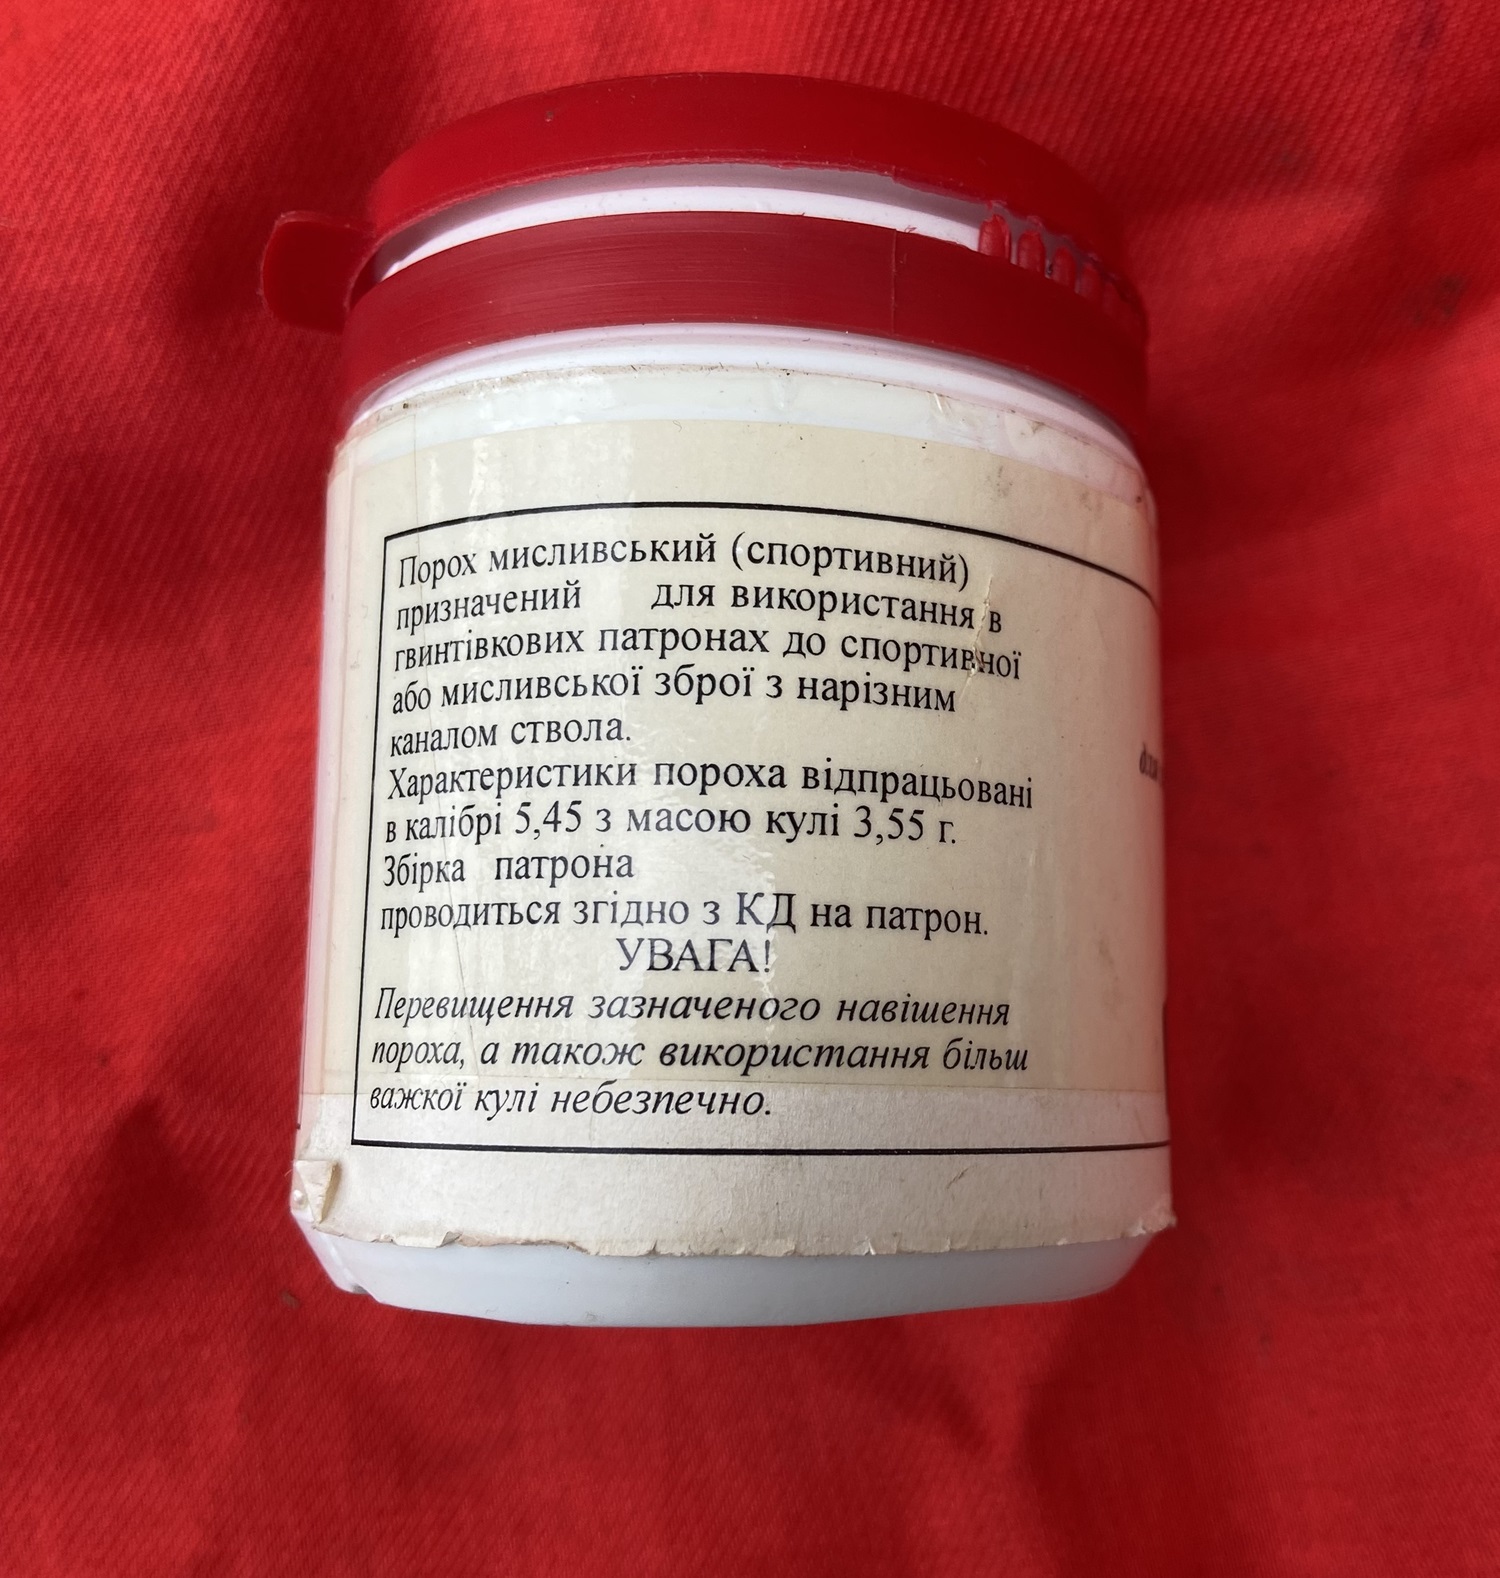 Порох мисливський (спортивний)
призначений для використання в
гвинтівкових патронах до спортивної
або мисливської зброї з нарізним
каналом ствола.
Характеристики пороха відпрацьовані
в калібрі 5,45 з масою кулі 3,55 г.
Збірка патрона
проводиться згідно з КД на патрон.
УВАГА!
Перевищення зазначеного навішення
пороха, а також використання більш
важкої кулі небезпечно.